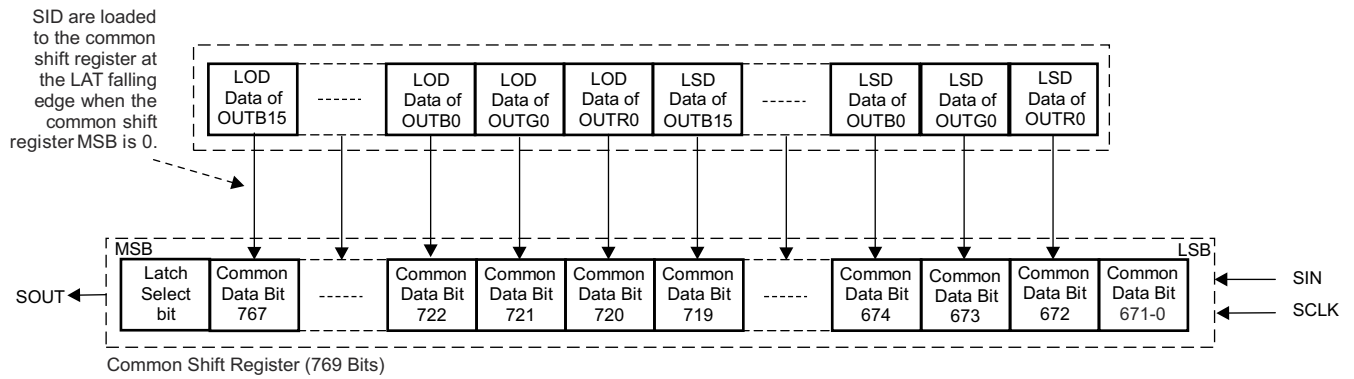 SID are loaded
to the common
shift register at
the LAT falling
edge when the
common shift
register MSB is 0.
LOD
Data of
OUTB15
LOD
Data of
OUTB0
LOD
Data of
OUTG0
LOD
Data of
OUTR0
LSD
Data of
OUTB15
LSD
Data of
OUTB0
LSD
Data of
OUTG0
LSD
Data of
OUTR0
MSB
LSB
SOUT
Latch
Select
bit
Common
Data Bit
767
Common
Data Bit
722
Common
Data Bit
721
Common
Data Bit
720
Common
Data Bit
719
Common
Data Bit
674
Common
Data Bit
673
Common
Data Bit
672
Common
Data Bit
671-0
SIN
SCLK
Common Shift Register (769 Bits)